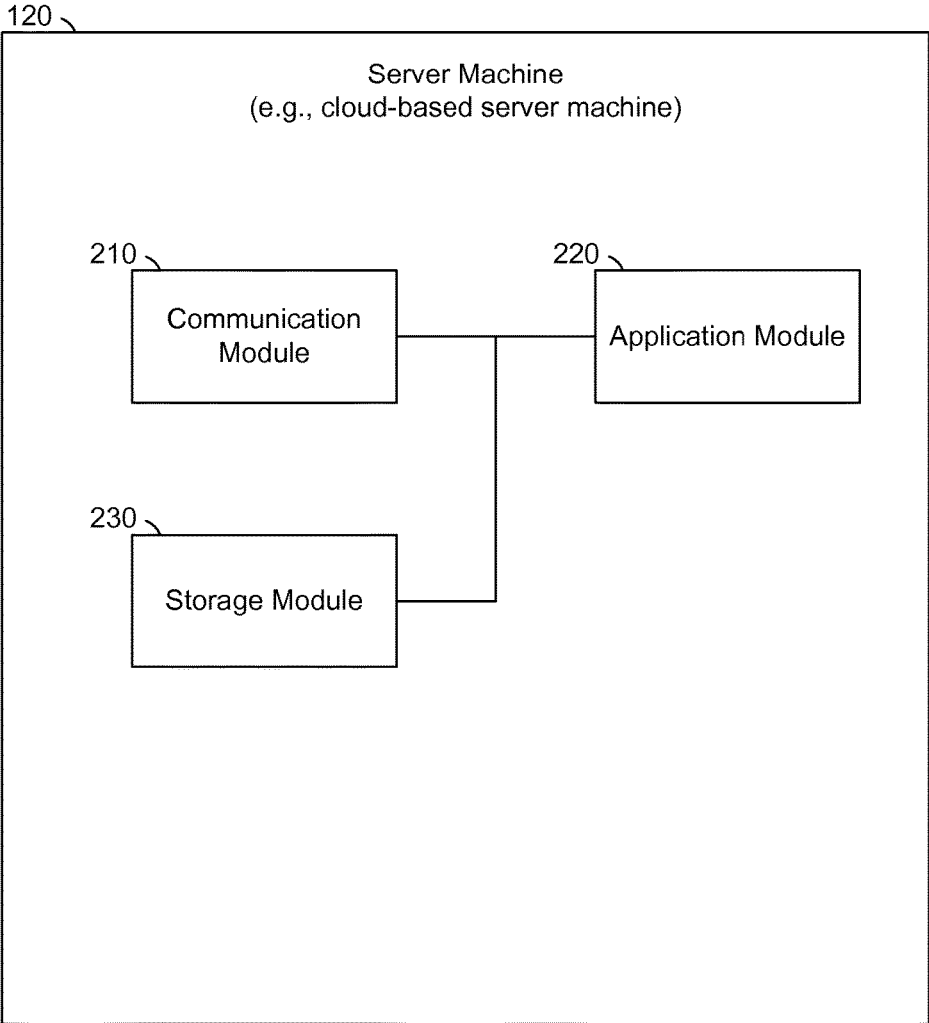 120
Server Machine
(e.g., cloud-based server machine)
210
220
Communication
Module
Application Module
230
Storage Module